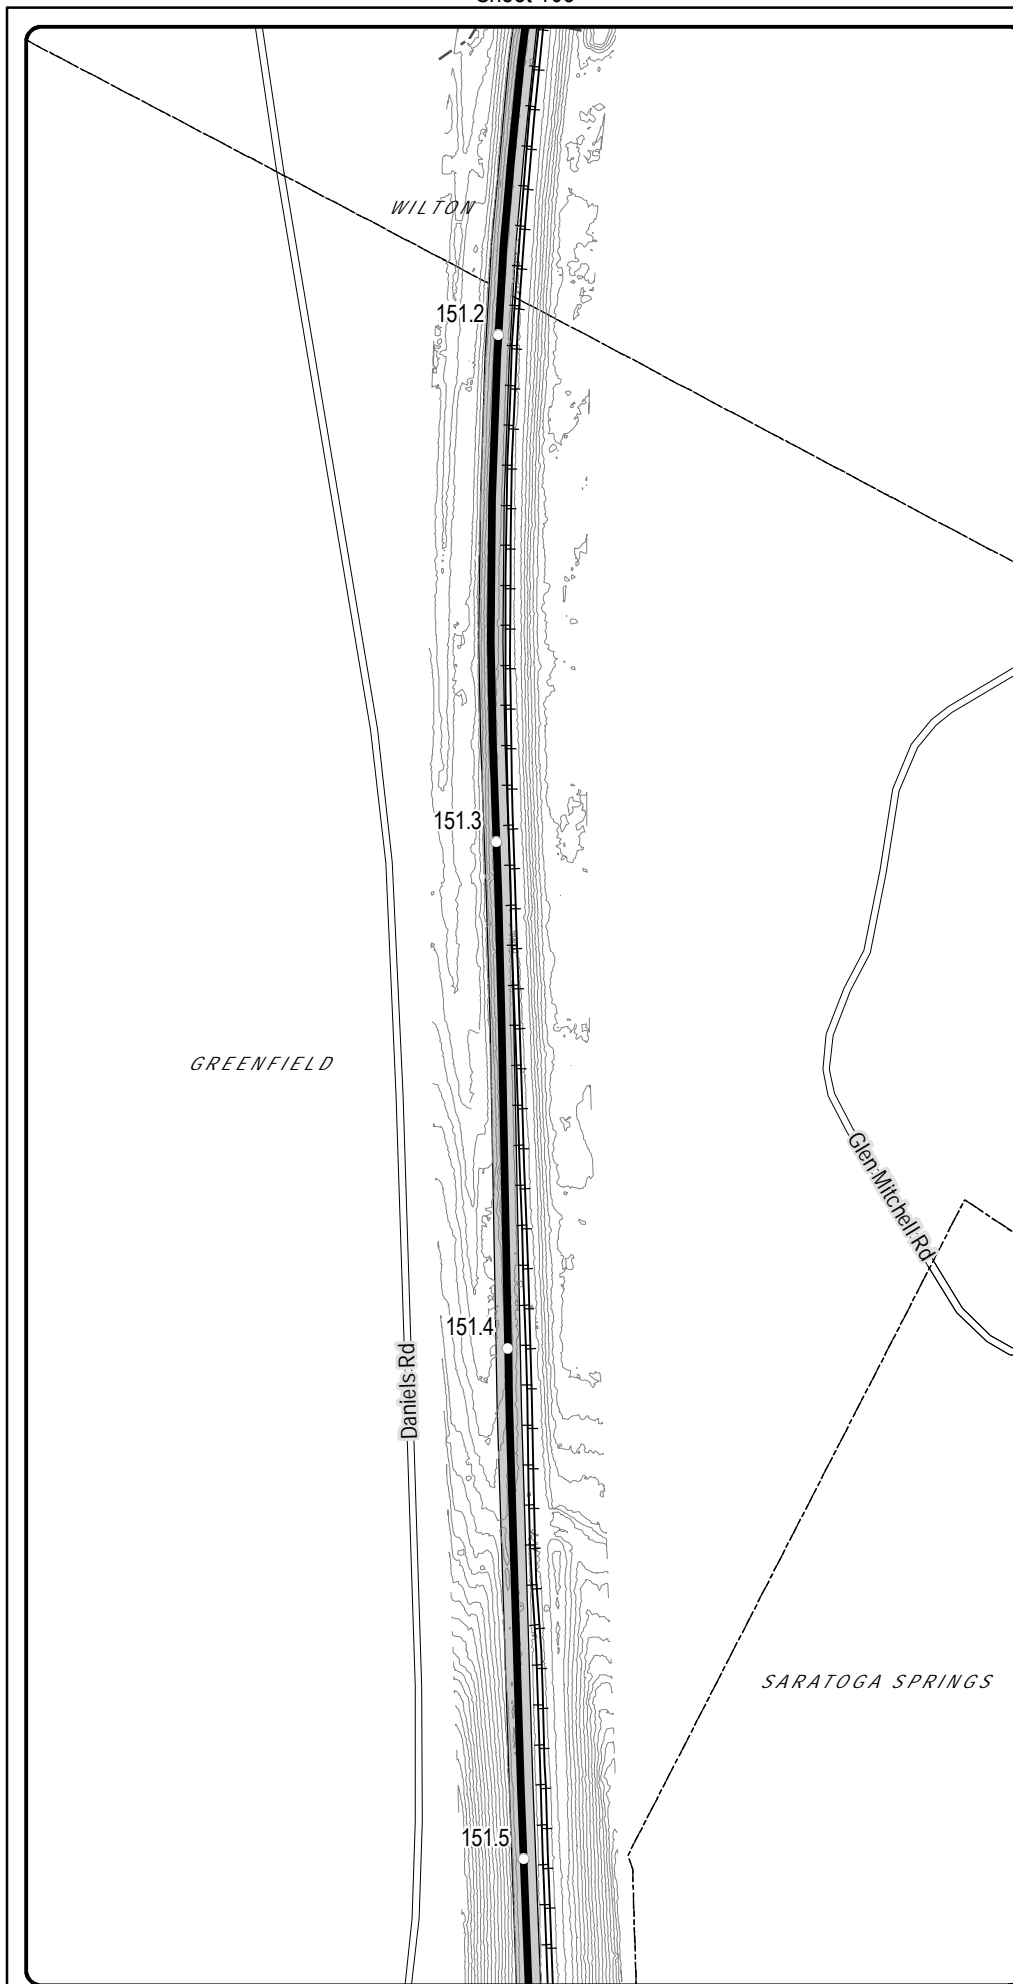 WILTON
151.2
151.3
GREENFIELD
Glen Mitchell Rd
151.4
Daniels Rd
SARATOGA SPRINGS
151.5